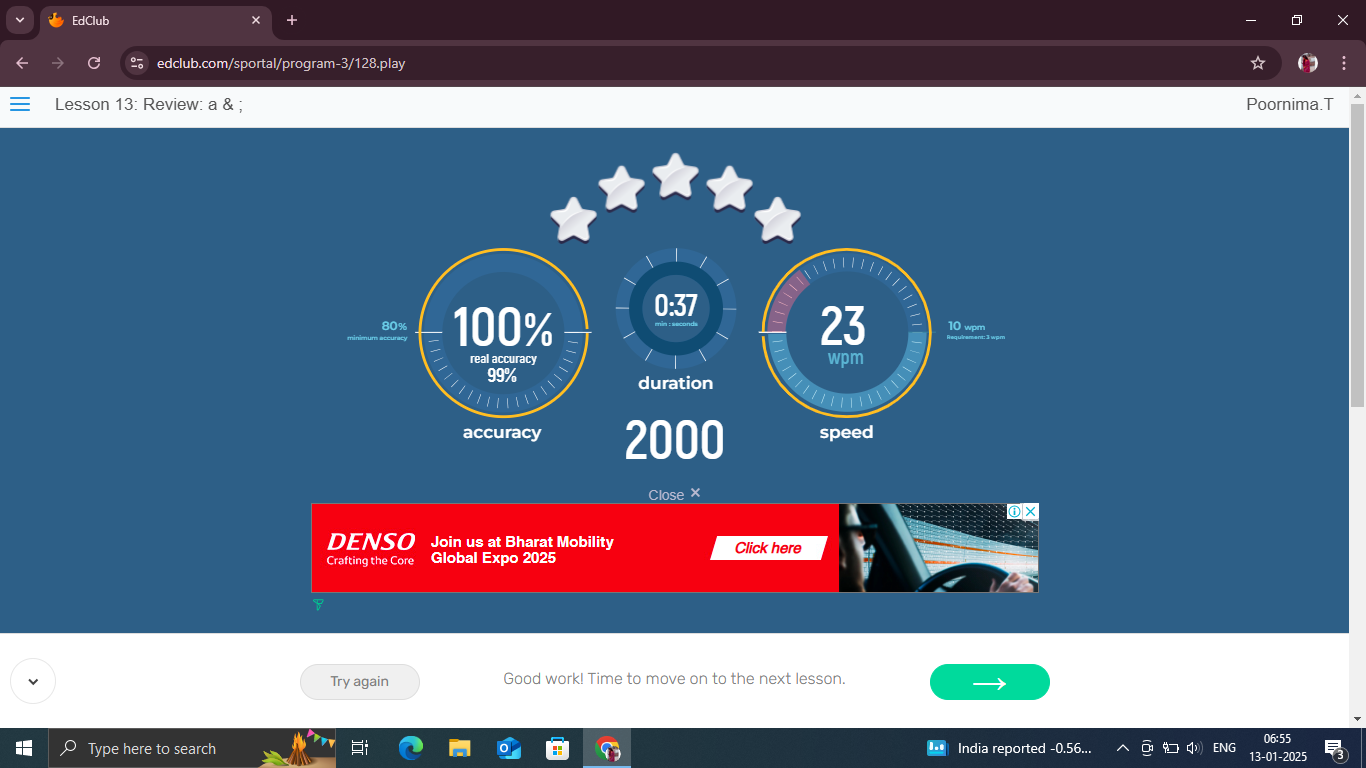 EdClub
edclub.com/sportal/program-3/128.play
Lesson 13: Review: a & ;
Poornima.T
80%
minimum accuracy
100%
real accuracy
99%
accuracy
0:37
min : seconds
duration
2000
23
wpm
speed
10 wpm
Requirement: 3 wpm
Close ✕
DENSO
Crafting the Core
Join us at Bharat Mobility
Global Expo 2025
Click here
Try again
Good work! Time to move on to the next lesson.
Type here to search
India reported -0.56...
ENG
06:55
13-01-2025
3